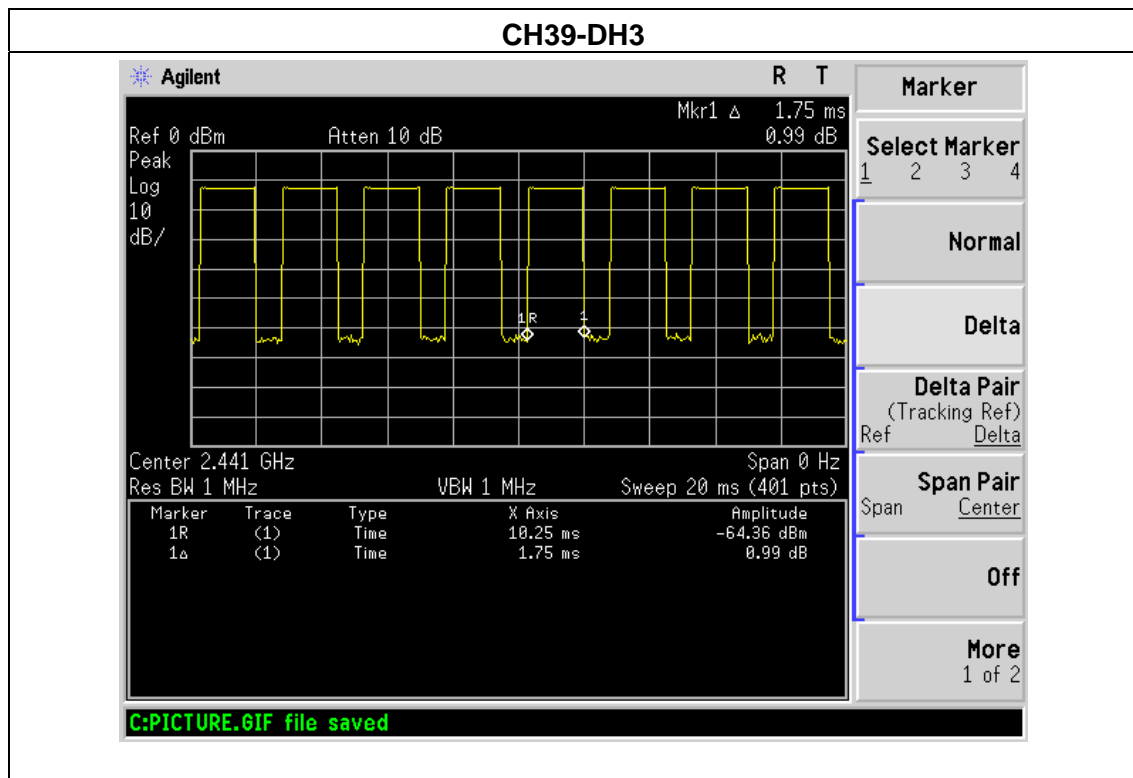 CH39-DH3
Agilent R T
Mkr1 Δ 1.75 ms
Ref 0 dBm Atten 10 dB 0.99 dB
Peak
Log
10
dB/
1R 1
Center 2.441 GHz Span 0 Hz
Res BW 1 MHz VBW 1 MHz Sweep 20 ms (401 pts)
Marker Trace Type X Axis Amplitude
1R (1) Time 10.25 ms -64.36 dBm
1Δ (1) Time 1.75 ms 0.99 dB
C:PICTURE.GIF file saved
Marker
Select Marker
1 2 3 4
Normal
Delta
Delta Pair
(Tracking Ref)
Ref Delta
Span Pair
Span Center
Off
More
1 of 2